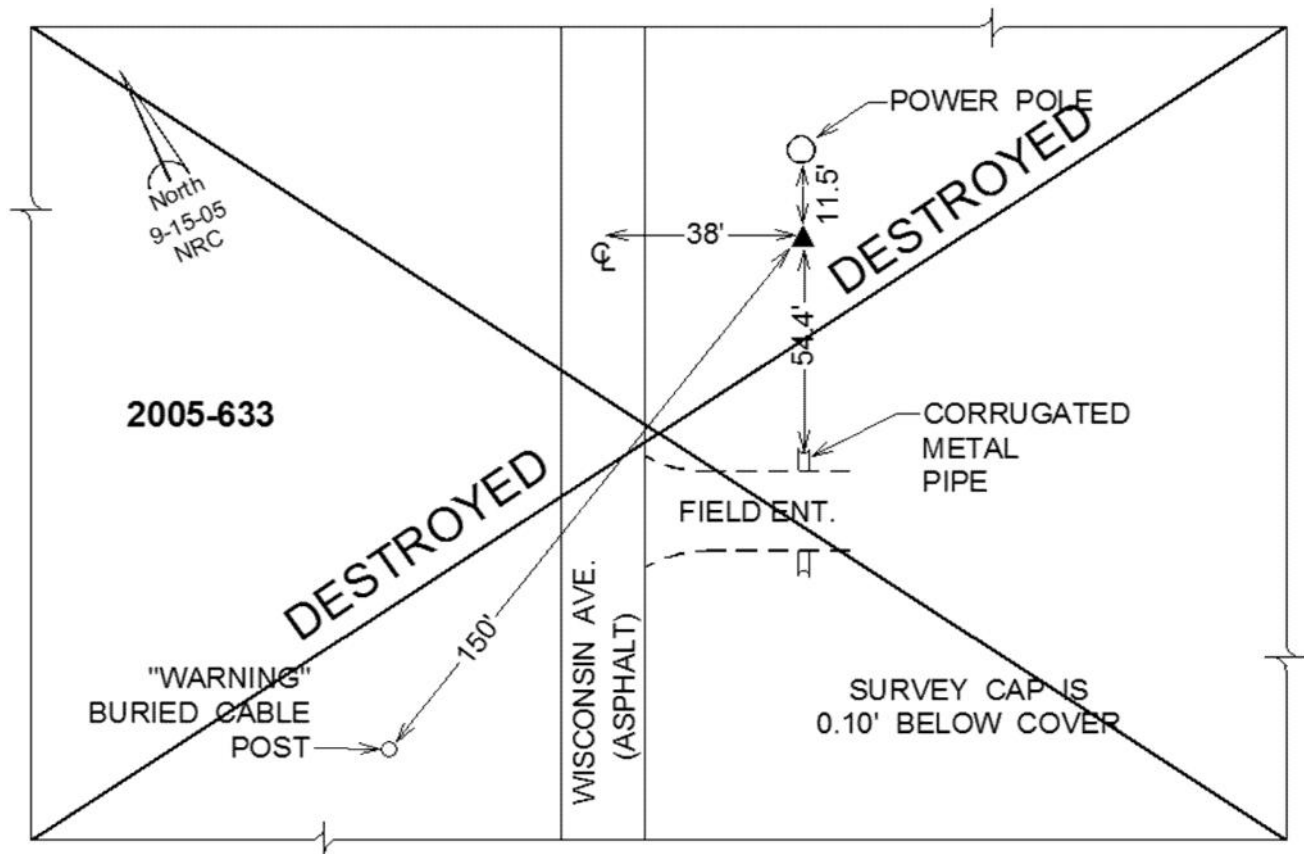 POWER POLE
North
9-15-05
NRC
11.5'
38'
℄
DESTROYED
54.4'
2005-633
CORRUGATED
METAL
PIPE
FIELD ENT.
DESTROYED
150'
WISCONSIN AVE.
(ASPHALT)
"WARNING"
BURIED CABLE
POST
SURVEY CAP IS
0.10' BELOW COVER